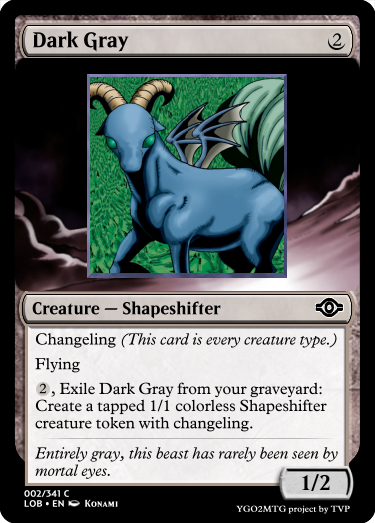 Dark Gray 2
Creature — Shapeshifter
Changeling (This card is every creature type.)
Flying
2, Exile Dark Gray from your graveyard:
Create a tapped 1/1 colorless Shapeshifter
creature token with changeling.
Entirely gray, this beast has rarely been seen by
mortal eyes.
1/2
002/341 C
LOB • EN Konami
YGO2MTG project by TVP